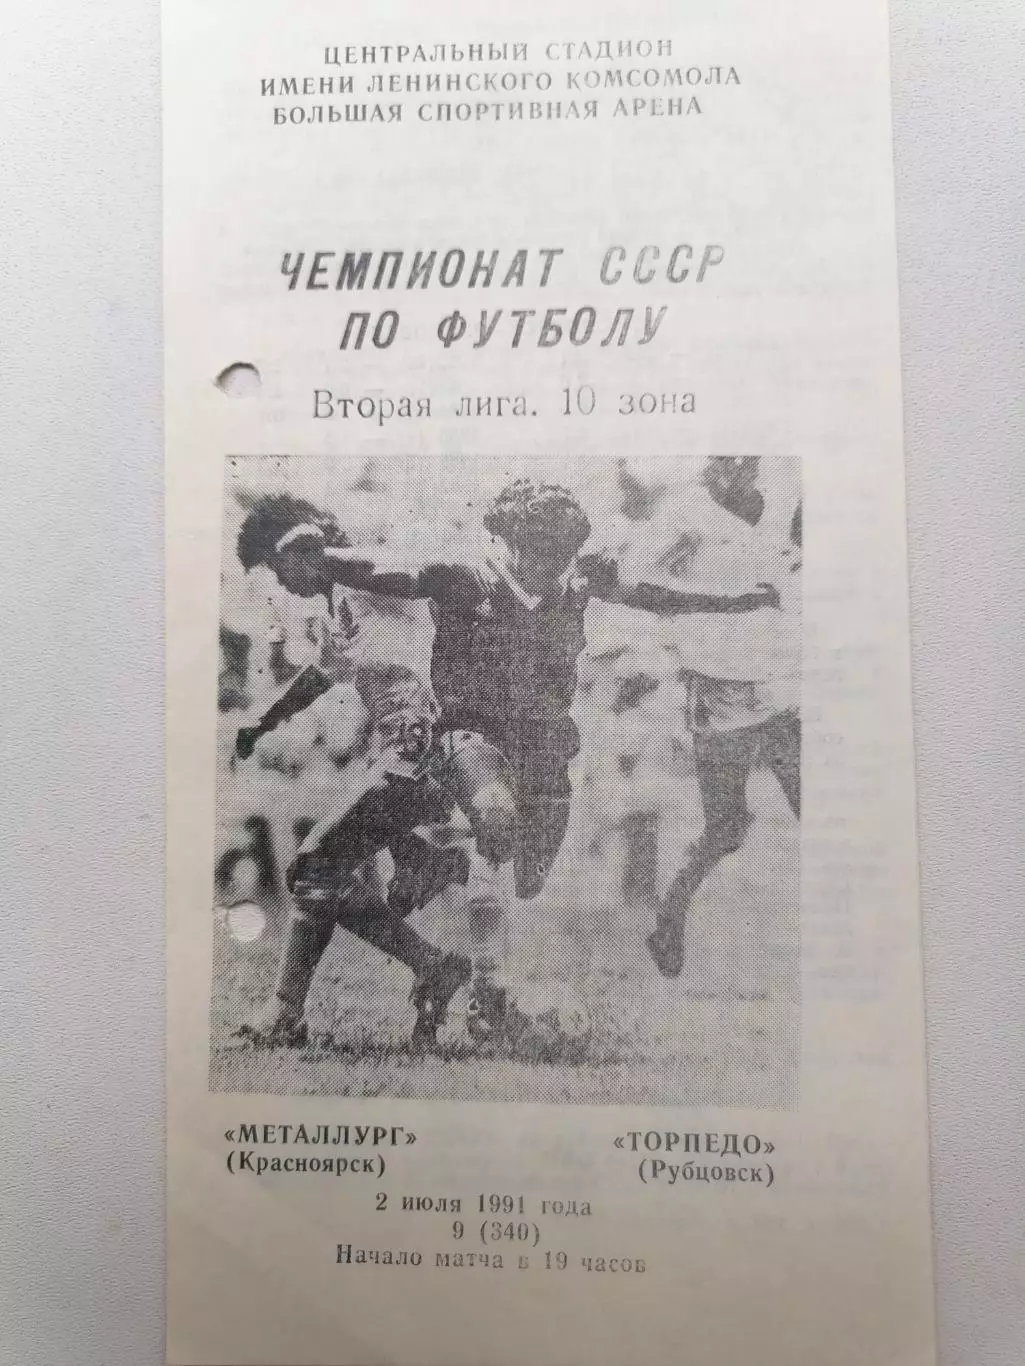 ЦЕНТРАЛЬНЫЙ СТАДИОН
ИМЕНИ ЛЕНИНСКОГО КОМСОМОЛА
БОЛЬШАЯ СПОРТИВНАЯ АРЕНА
ЧЕМПИОНАТ СССР
ПО ФУТБОЛУ
Вторая лига. 10 зона
«МЕТАЛЛУРГ» «ТОРПЕДО»
(Красноярск) (Рубцовск)
2 июля 1991 года
9 (340)
Начало матча в 19 часов